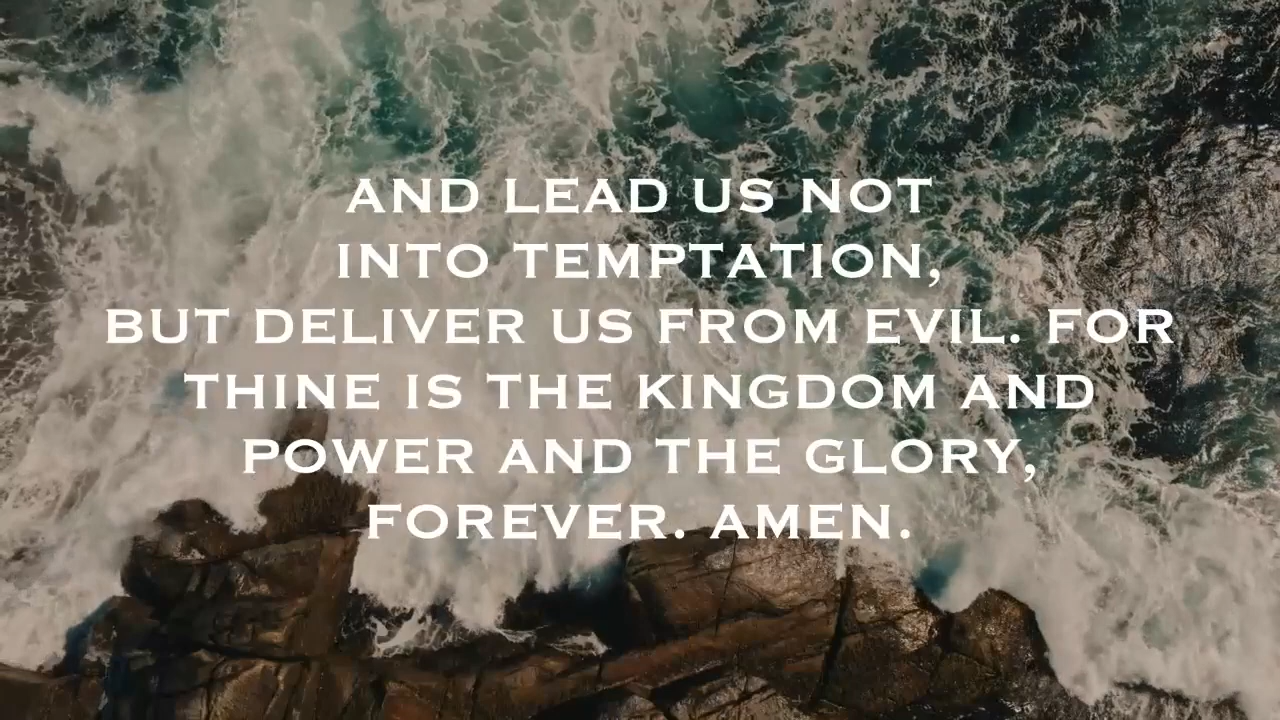 AND LEAD US NOT
INTO TEMPTATION,
BUT DELIVER US FROM EVIL. FOR
THINE IS THE KINGDOM AND
POWER AND THE GLORY,
FOREVER. AMEN.